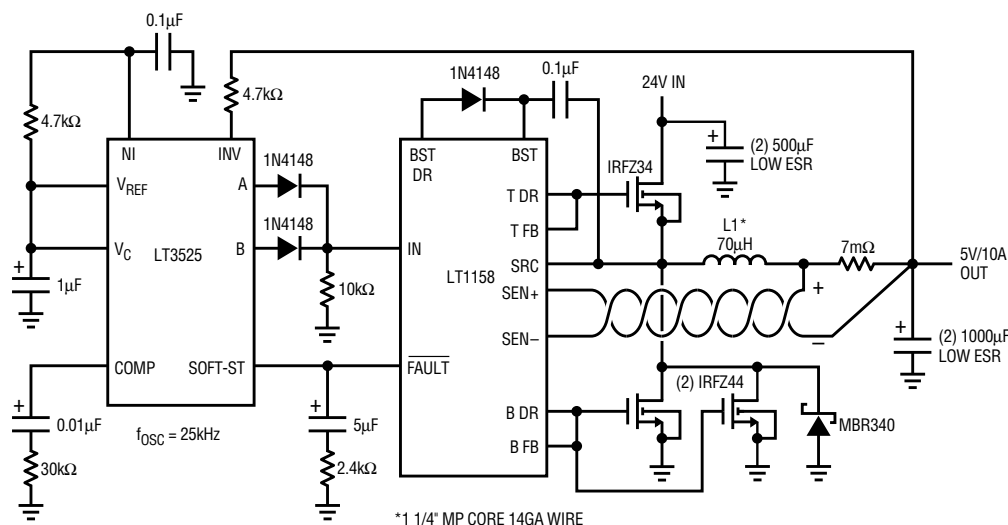 0.1µF
4.7kΩ
4.7kΩ
1N4148
0.1µF
24V IN
+
(2) 500µF
LOW ESR
NI
INV
VREF
VC
A
B
LT3525
1N4148
1N4148
BST
DR
BST
IRFZ34
T DR
T FB
IN
LT1158
SRC
SEN+
SEN–
L1*
70µH
7mΩ
5V/10A
OUT
+
–
+
(2) 1000µF
LOW ESR
+
1µF
10kΩ
COMP
SOFT-ST
FAULT
(2) IRFZ44
B DR
B FB
MBR340
+
0.01µF
30kΩ
fOSC = 25kHz
+
5µF
2.4kΩ
*1 1/4" MP CORE 14GA WIRE